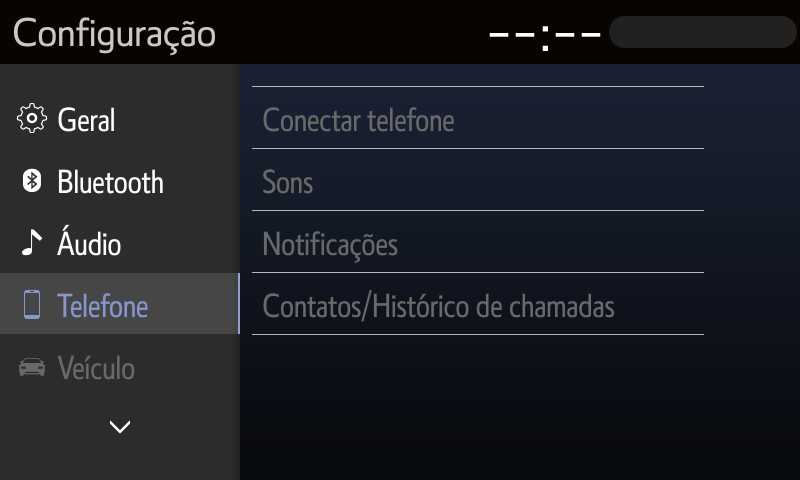 Configuração --:--
Geral
Bluetooth
Áudio
Telefone
Veículo
Conectar telefone
Sons
Notificações
Contatos/Histórico de chamadas